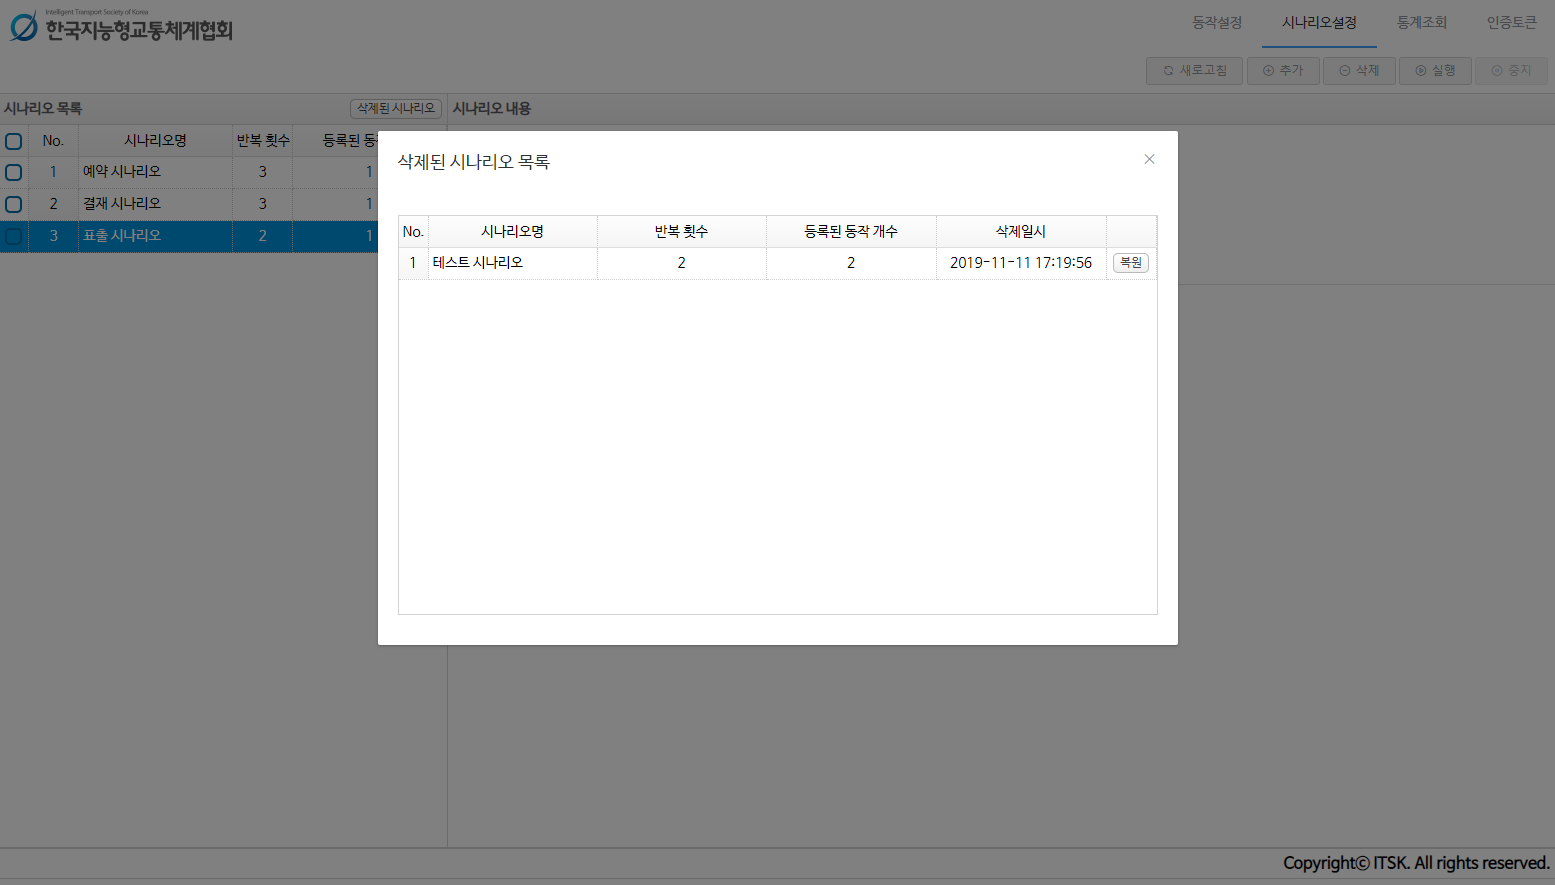 Intelligent Transport Society of Korea
한국지능형교통체계협회
동작설정 시나리오설정 통계조회 인증토큰
새로고침 추가 삭제 실행 중지
시나리오 목록 삭제된 시나리오 시나리오 내용
No. 시나리오명 반복 횟수 등록된 동
1 예약 시나리오 3 1
2 결재 시나리오 3 1
3 표출 시나리오 2 1
삭제된 시나리오 목록
No. 시나리오명 반복 횟수 등록된 동작 개수 삭제일시
1 테스트 시나리오 2 2 2019-11-11 17:19:56 복원
Copyrightⓒ ITSK. All rights reserved.